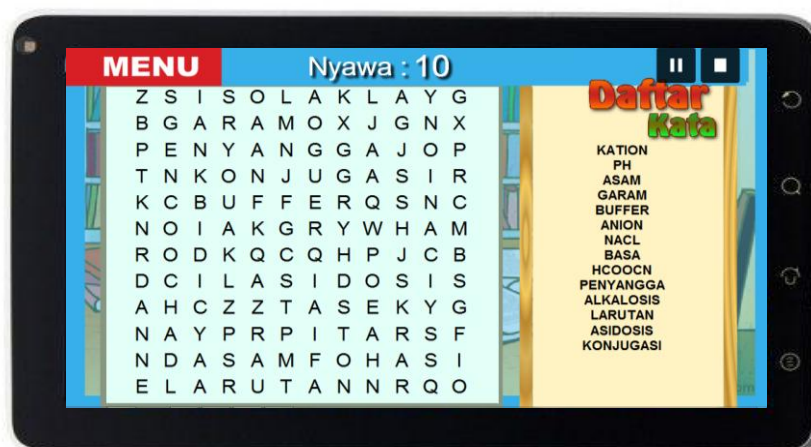 MENU Nyawa : 10
Daftar
Kata
Z S I S O L A K L A Y G
B G A R A M O X J G N X
P E N Y A N G G A J O P
T N K O N J U G A S I R
K C B U F F E R Q S N C
N O I A K G R Y W H A M
R O D K Q C Q H P J C B
D C I L A S I D O S I S
A H C Z Z T A S E K Y G
N A Y P R P I T A R S F
N D A S A M F O H A S I
E L A R U T A N N R Q O
KATION
PH
ASAM
GARAM
BUFFER
ANION
NACL
BASA
HCOOCN
PENYANGGA
ALKALOSIS
LARUTAN
ASIDOSIS
KONJUGASI